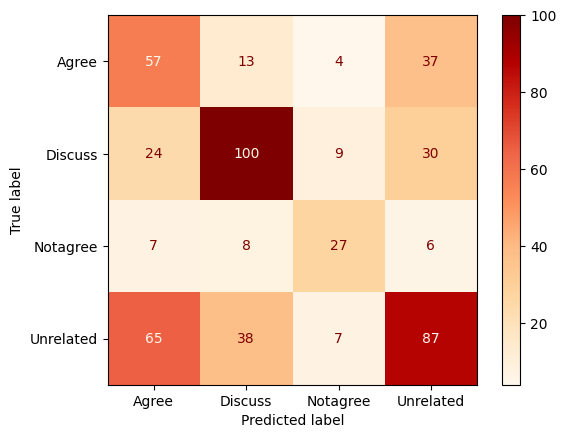 Agree 57 13 4 37
Discuss 24 100 9 30
Notagree 7 8 27 6
Unrelated 65 38 7 87
Agree Discuss Notagree Unrelated
Predicted label
True label
100
80
60
40
20